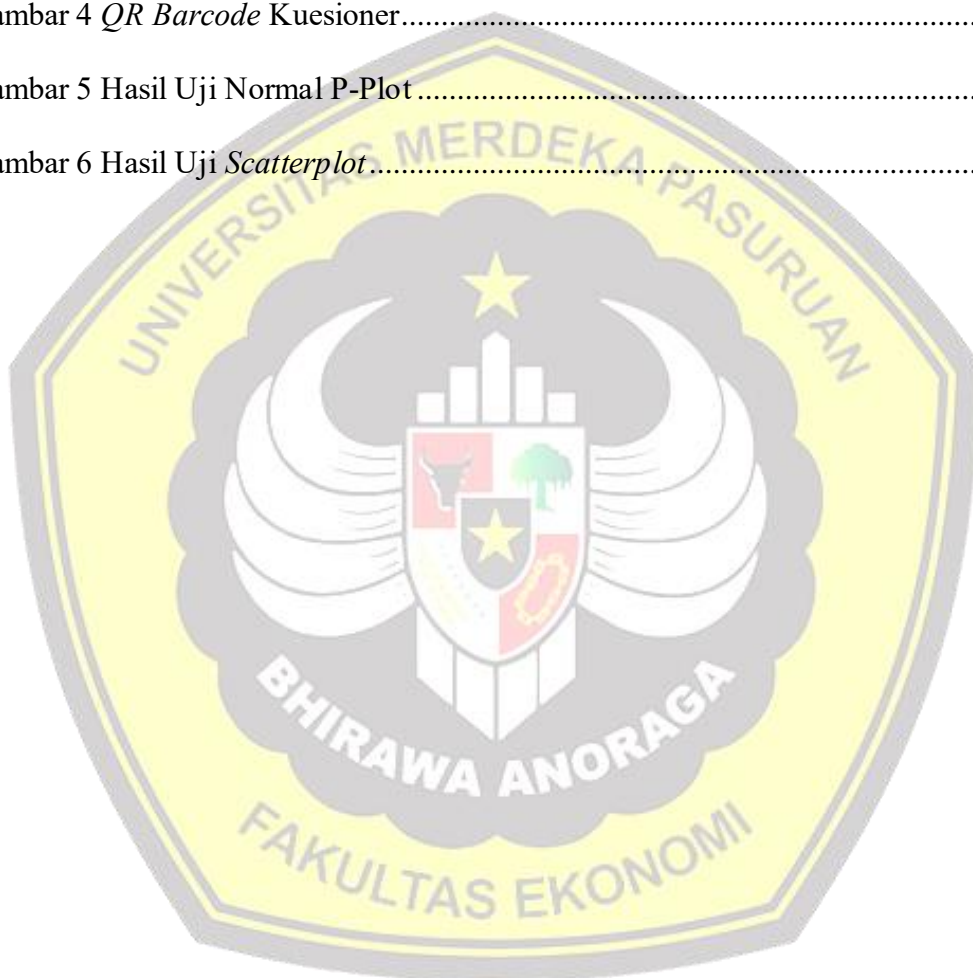 ambar 4 QR Barcode Kuesioner........................................................................
ambar 5 Hasil Uji Normal P-Plot......................................................................
ambar 6 Hasil Uji Scatterplot............................................................................
UNIVERSITAS MERDEKA PASURUAN
BHIRAWA ANORAGA
FAKULTAS EKONOMI